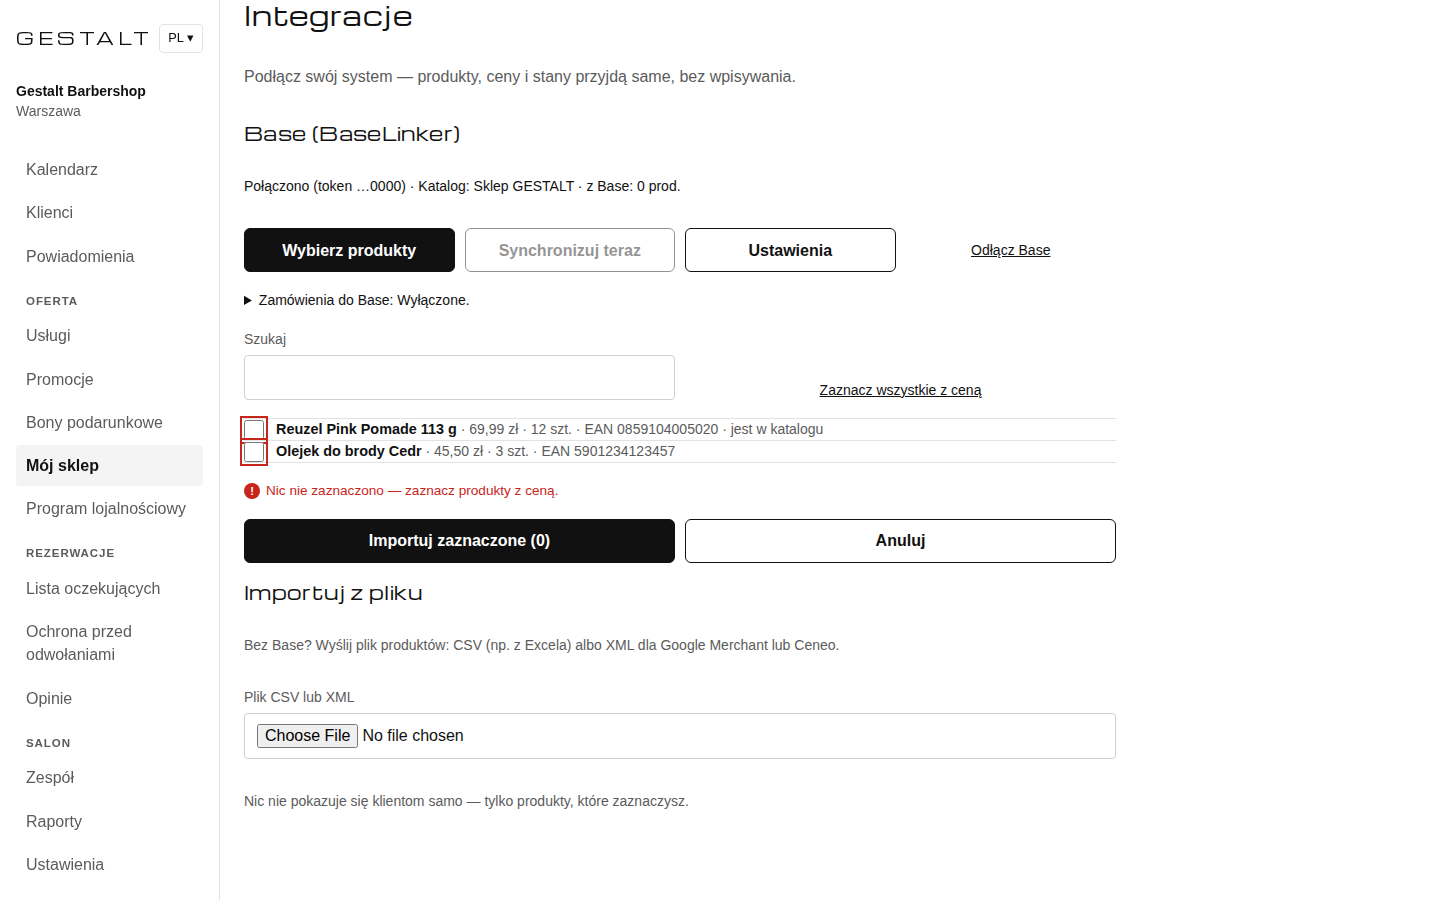 GESTALT
PL ▾
Gestalt Barbershop
Warszawa
Kalendarz
Klienci
Powiadomienia
OFERTA
Usługi
Promocje
Bony podarunkowe
Mój sklep
Program lojalnościowy
REZERWACJE
Lista oczekujących
Ochrona przed
odwołaniami
Opinie
SALON
Zespół
Raporty
Ustawienia
Integracje
Podłącz swój system — produkty, ceny i stany przyjdą same, bez wpisywania.
Base (BaseLinker)
Połączono (token …0000) · Katalog: Sklep GESTALT · z Base: 0 prod.
Wybierz produkty
Synchronizuj teraz
Ustawienia
Odłącz Base
▶ Zamówienia do Base: Wyłączone.
Szukaj
Zaznacz wszystkie z ceną
Reuzel Pink Pomade 113 g · 69,99 zł · 12 szt. · EAN 0859104005020 · jest w katalogu
Olejek do brody Cedr · 45,50 zł · 3 szt. · EAN 5901234123457
! Nic nie zaznaczono — zaznacz produkty z ceną.
Importuj zaznaczone (0)
Anuluj
Importuj z pliku
Bez Base? Wyślij plik produktów: CSV (np. z Excela) albo XML dla Google Merchant lub Ceneo.
Plik CSV lub XML
Choose File No file chosen
Nic nie pokazuje się klientom samo — tylko produkty, które zaznaczysz.